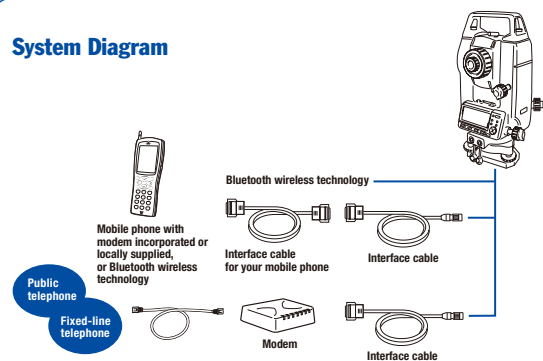 System Diagram
Bluetooth wireless technology
Mobile phone with
modem incorporated or
locally supplied,
or Bluetooth wireless
technology
Interface cable
for your mobile phone
Interface cable
Public
telephone
Fixed-line
telephone
Modem
Interface cable